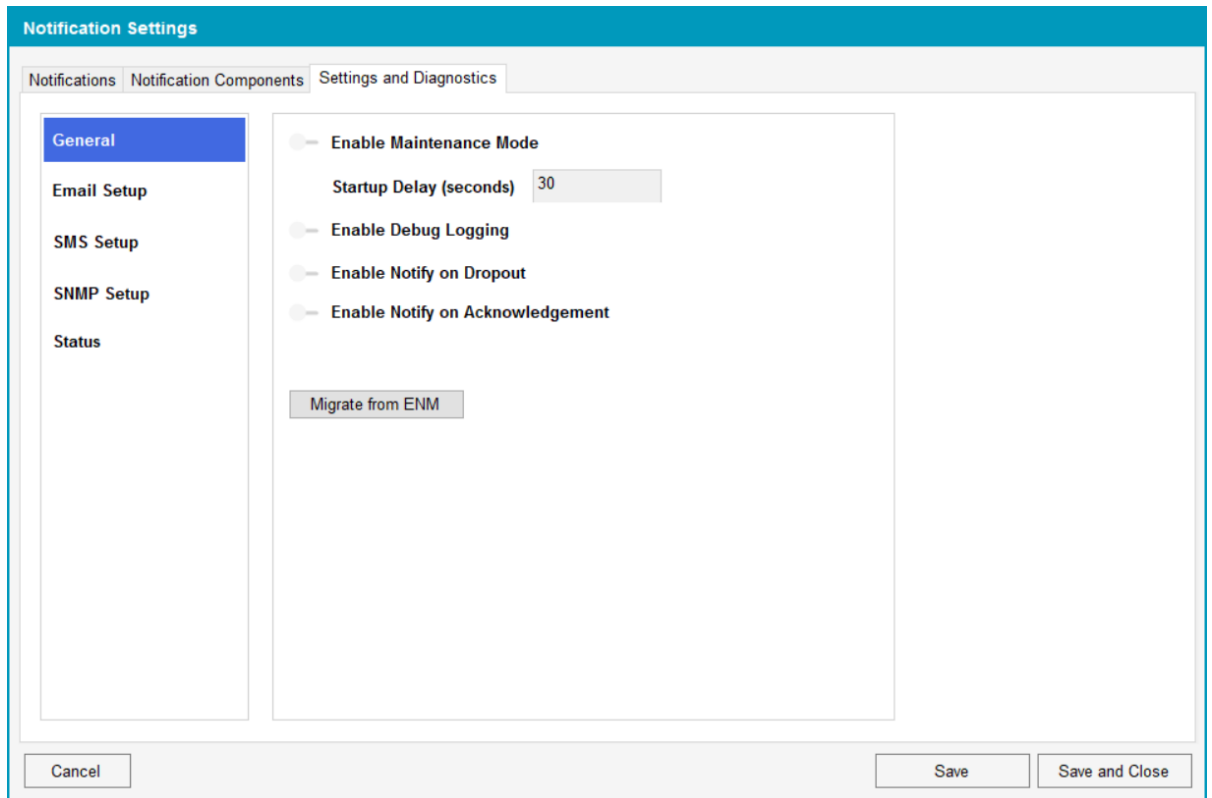 Notification Settings
Notifications Notification Components Settings and Diagnostics
General
Email Setup
SMS Setup
SNMP Setup
Status
Enable Maintenance Mode
Startup Delay (seconds) 30
Enable Debug Logging
Enable Notify on Dropout
Enable Notify on Acknowledgement
Migrate from ENM
Cancel Save Save and Close